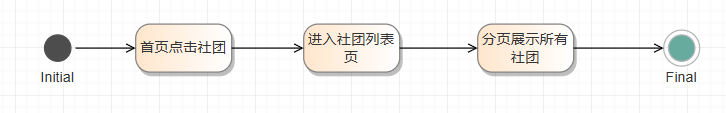 Initial
首页点击社团
进入社团列表
页
分页展示所有
社团
Final